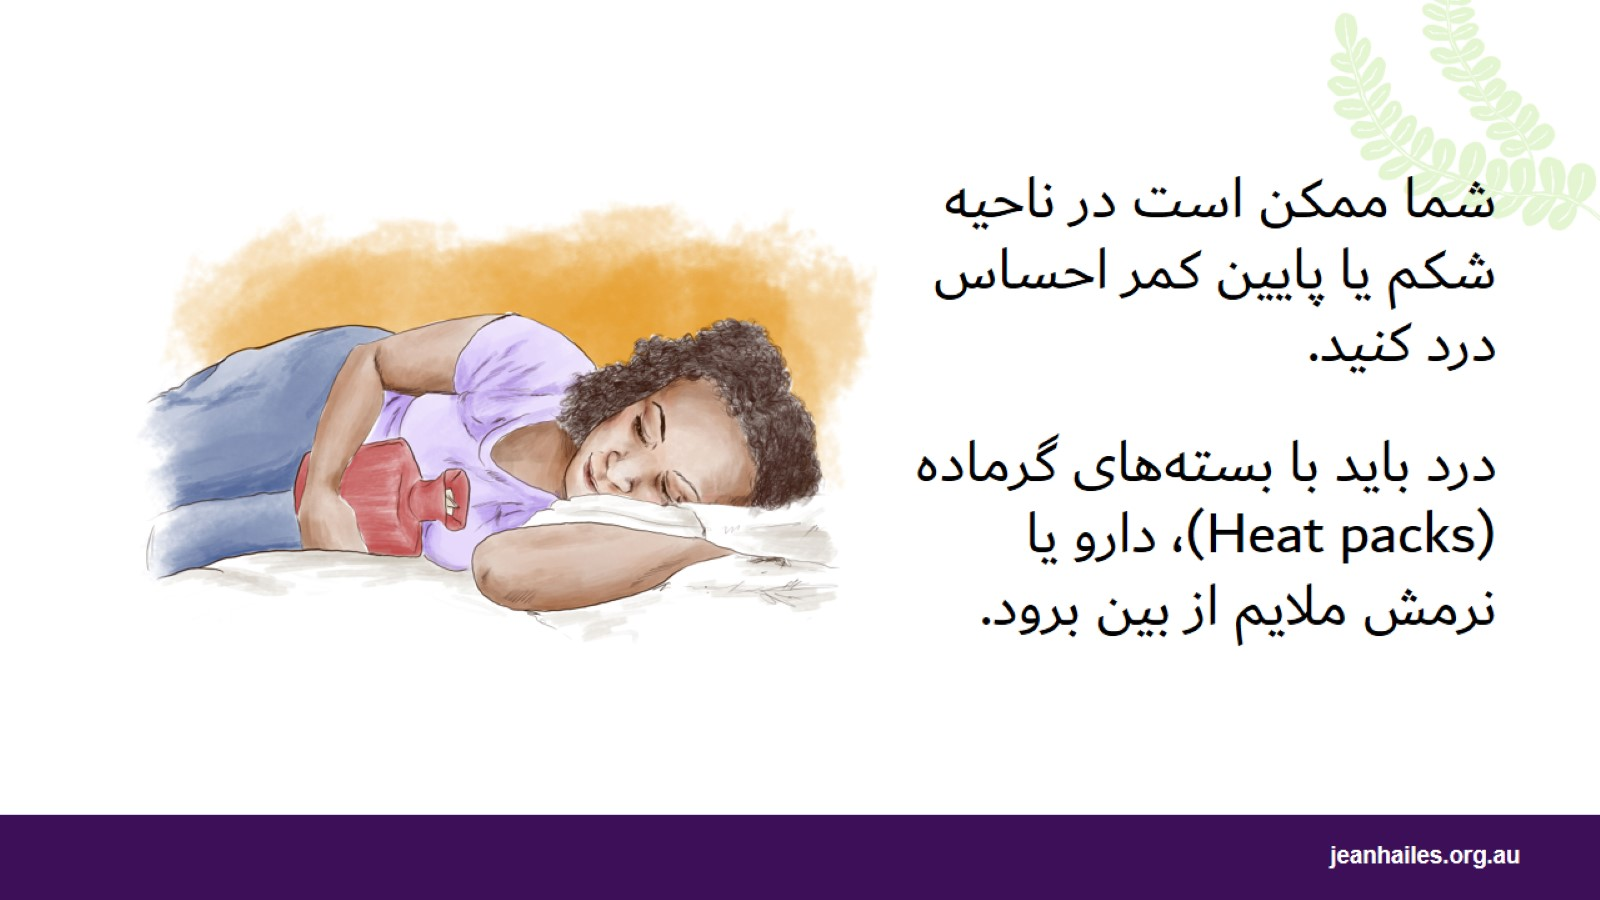 شما ممکن است در ناحیه
شکم یا پایین کمر احساس
درد کنید.
درد باید با بسته‌های گرماده
(Heat packs)، دارو یا
نرمش ملایم از بین برود.
jeanhailes.org.au